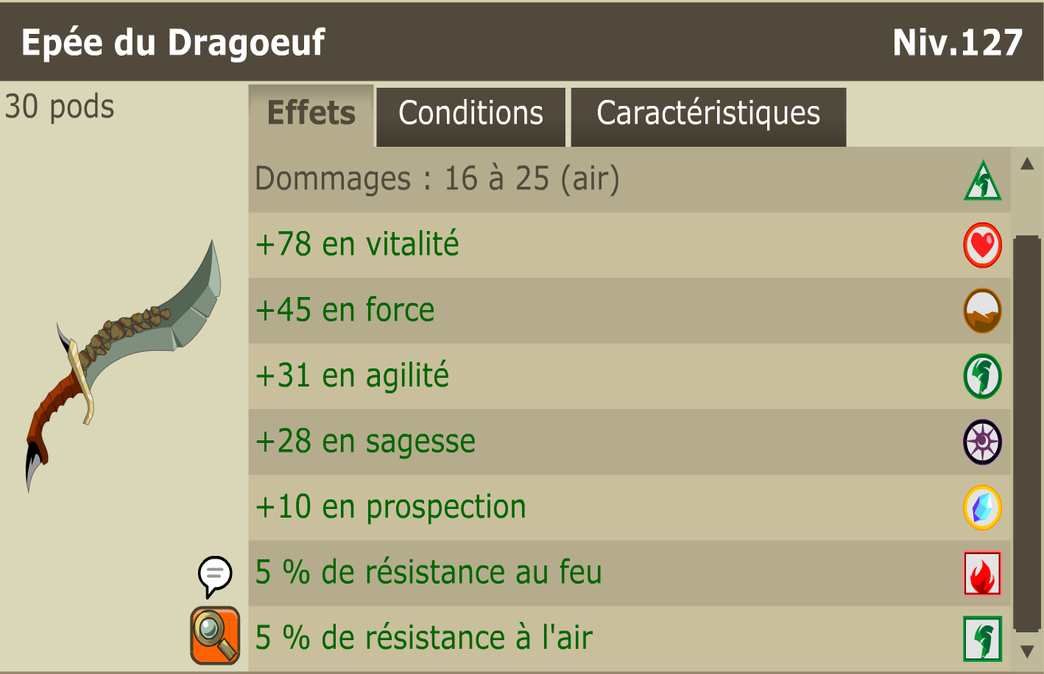 Epée du Dragoeuf
Niv.127
30 pods
Effets
Conditions
Caractéristiques
Dommages : 16 à 25 (air)
+78 en vitalité
+45 en force
+31 en agilité
+28 en sagesse
+10 en prospection
5 % de résistance au feu
5 % de résistance à l'air